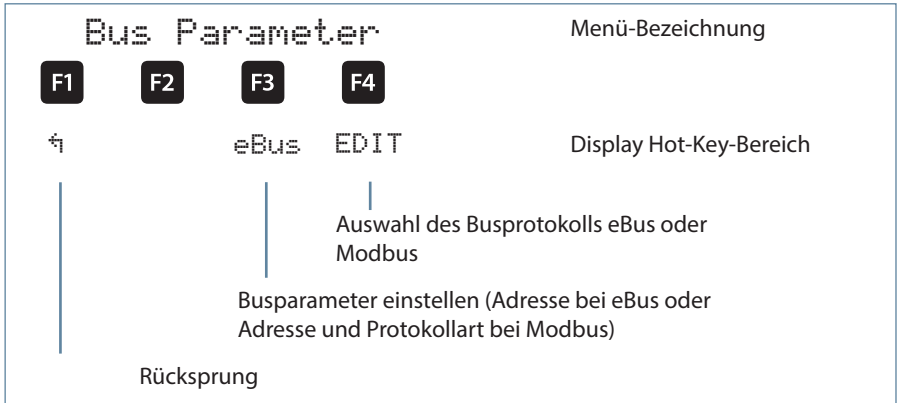 Bus Parameter Menü-Bezeichnung
F1 F2 F3 F4
eBus EDIT Display Hot-Key-Bereich
Auswahl des Busprotokolls eBus oder
Modbus
Busparameter einstellen (Adresse bei eBus oder
Adresse und Protokollart bei Modbus)
Rücksprung